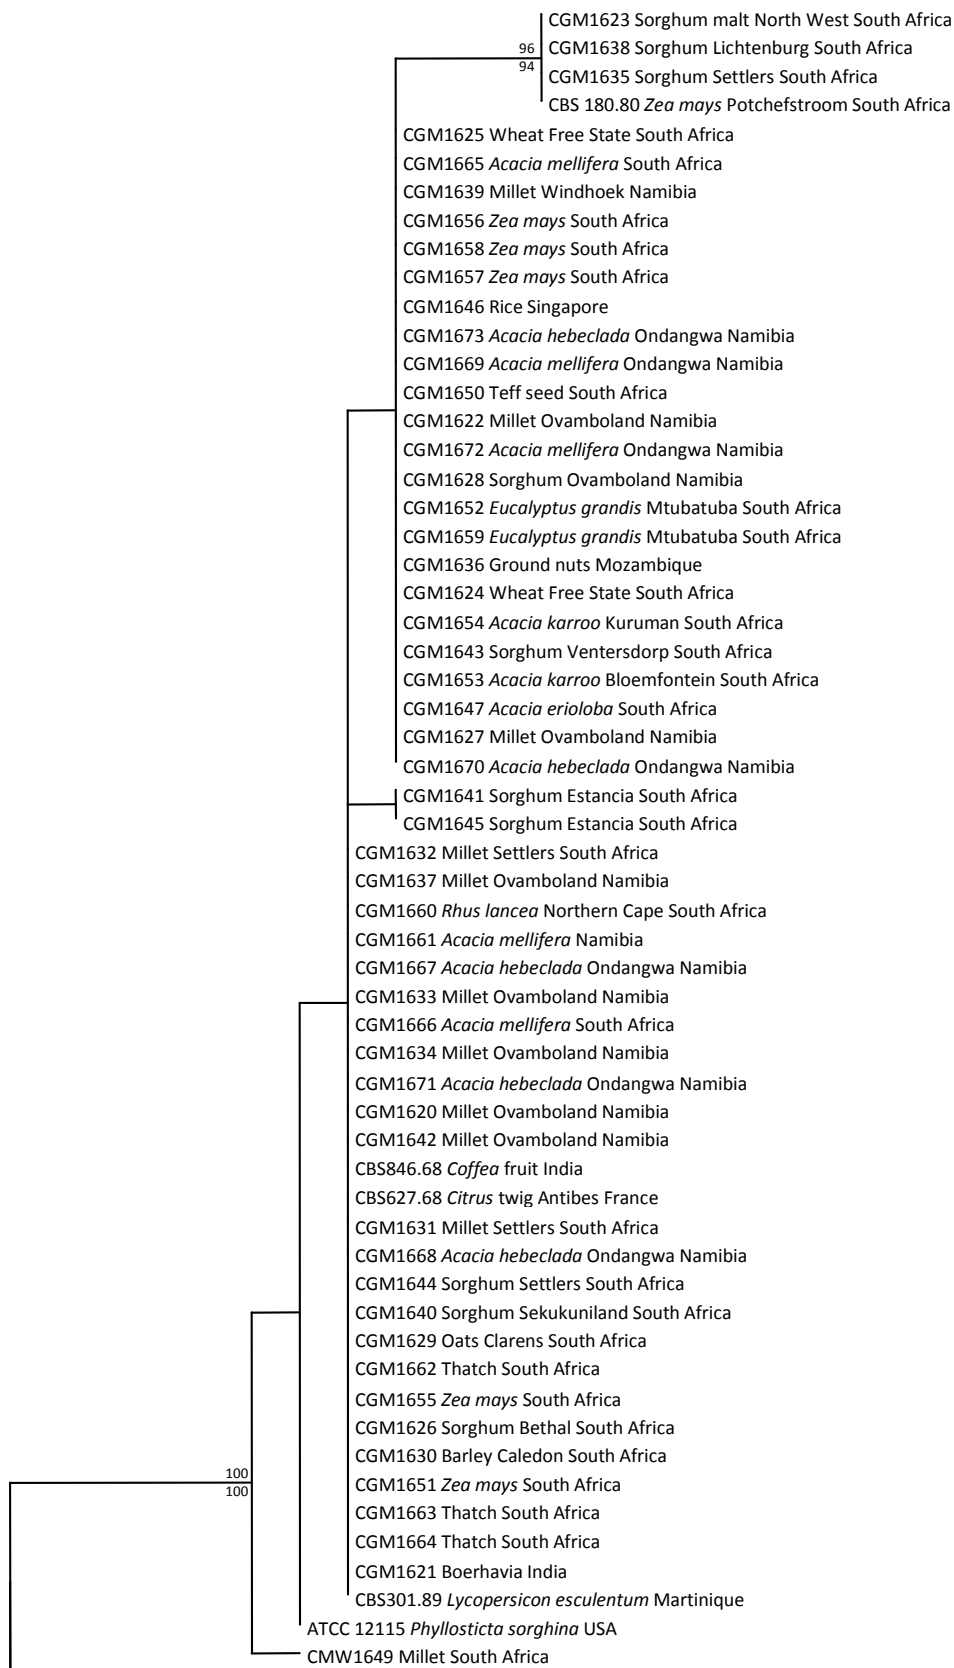 CGM1623 Sorghum malt North West South Africa
96
CGM1638 Sorghum Lichtenburg South Africa
94
CGM1635 Sorghum Settlers South Africa
CBS 180.80 Zea mays Potchefstroom South Africa
CGM1625 Wheat Free State South Africa
CGM1665 Acacia mellifera South Africa
CGM1639 Millet Windhoek Namibia
CGM1656 Zea mays South Africa
CGM1658 Zea mays South Africa
CGM1657 Zea mays South Africa
CGM1646 Rice Singapore
CGM1673 Acacia hebeclada Ondangwa Namibia
CGM1669 Acacia mellifera Ondangwa Namibia
CGM1650 Teff seed South Africa
CGM1622 Millet Ovamboland Namibia
CGM1672 Acacia mellifera Ondangwa Namibia
CGM1628 Sorghum Ovamboland Namibia
CGM1652 Eucalyptus grandis Mtubatuba South Africa
CGM1659 Eucalyptus grandis Mtubatuba South Africa
CGM1636 Ground nuts Mozambique
CGM1624 Wheat Free State South Africa
CGM1654 Acacia karroo Kuruman South Africa
CGM1643 Sorghum Ventersdorp South Africa
CGM1653 Acacia karroo Bloemfontein South Africa
CGM1647 Acacia erioloba South Africa
CGM1627 Millet Ovamboland Namibia
CGM1670 Acacia hebeclada Ondangwa Namibia
CGM1641 Sorghum Estancia South Africa
CGM1645 Sorghum Estancia South Africa
CGM1632 Millet Settlers South Africa
CGM1637 Millet Ovamboland Namibia
CGM1660 Rhus lancea Northern Cape South Africa
CGM1661 Acacia mellifera Namibia
CGM1667 Acacia hebeclada Ondangwa Namibia
CGM1633 Millet Ovamboland Namibia
CGM1666 Acacia mellifera South Africa
CGM1634 Millet Ovamboland Namibia
CGM1671 Acacia hebeclada Ondangwa Namibia
CGM1620 Millet Ovamboland Namibia
CGM1642 Millet Ovamboland Namibia
CBS846.68 Coffea fruit India
CBS627.68 Citrus twig Antibes France
CGM1631 Millet Settlers South Africa
CGM1668 Acacia hebeclada Ondangwa Namibia
CGM1644 Sorghum Settlers South Africa
CGM1640 Sorghum Sekukuniland South Africa
CGM1629 Oats Clarens South Africa
CGM1662 Thatch South Africa
CGM1655 Zea mays South Africa
CGM1626 Sorghum Bethal South Africa
CGM1630 Barley Caledon South Africa
100
CGM1651 Zea mays South Africa
100
CGM1663 Thatch South Africa
CGM1664 Thatch South Africa
CGM1621 Boerhavia India
CBS301.89 Lycopersicon esculentum Martinique
ATCC 12115 Phyllosticta sorghina USA
CMW1649 Millet South Africa